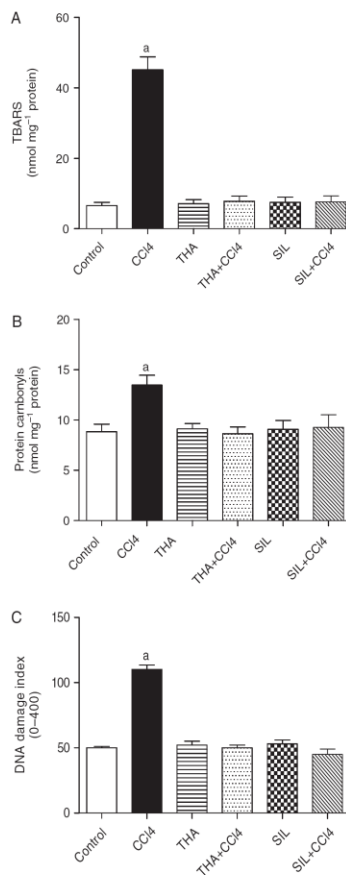 A
TBARS
(nmol mg⁻¹ protein)
60
40
20
0
a
Control
CCl4
THA
THA+CCl4
SIL
SIL+CCl4
B
Protein carnbonyls
(nmol mg⁻¹ protein)
20
15
10
5
0
a
Control
CCl4
THA
THA+CCl4
SIL
SIL+CCl4
C
DNA damage index
(0–400)
150
100
50
0
a
Control
CCl4
THA
THA+CCl4
SIL
SIL+CCl4